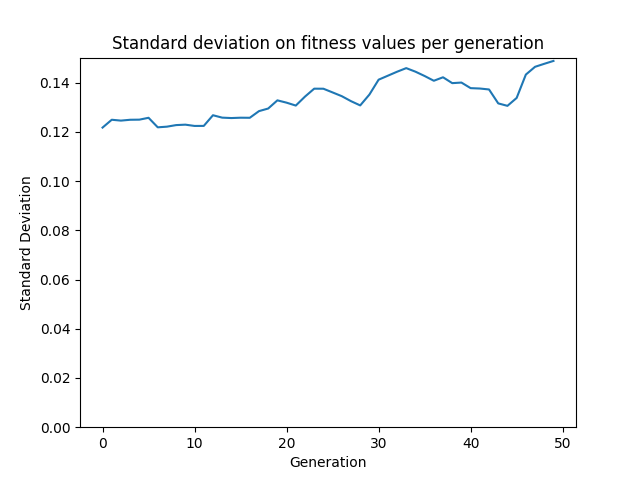 Standard deviation on fitness values per generation
0.14
0.12
0.10
0.08
0.06
0.04
0.02
0.00
Standard Deviation
0 10 20 30 40 50
Generation